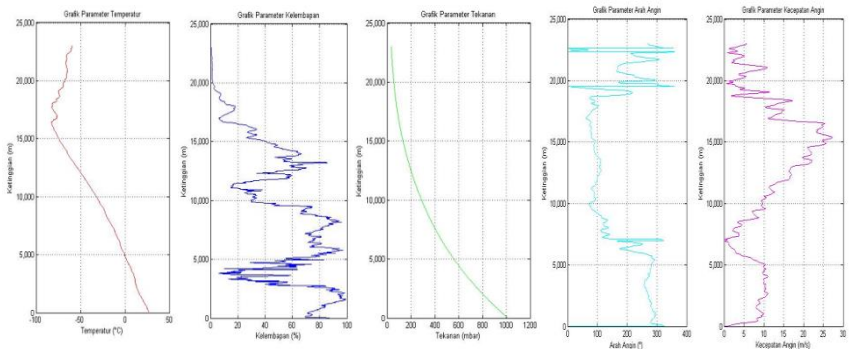 Grafik Parameter Temperatur
25,000
20,000
15,000
10,000
5,000
0
-100 -50 0 50
Temperatur (°C)
Ketinggian (m)
Grafik Parameter Kelembapan
25,000
20,000
15,000
10,000
5,000
0
0 20 40 60 80 100
Kelembapan (%)
Ketinggian (m)
Grafik Parameter Tekanan
25,000
20,000
15,000
10,000
5,000
0
0 200 400 600 800 1000 1200
Tekanan (mbar)
Ketinggian (m)
Grafik Parameter Arah Angin
25,000
20,000
15,000
10,000
5,000
0
0 100 200 300 400
Arah Angin (°)
Ketinggian (m)
Grafik Parameter Kecepatan Angin
25,000
20,000
15,000
10,000
5,000
0
0 5 10 15 20 25 30
Kecepatan Angin (m/s)
Ketinggian (m)